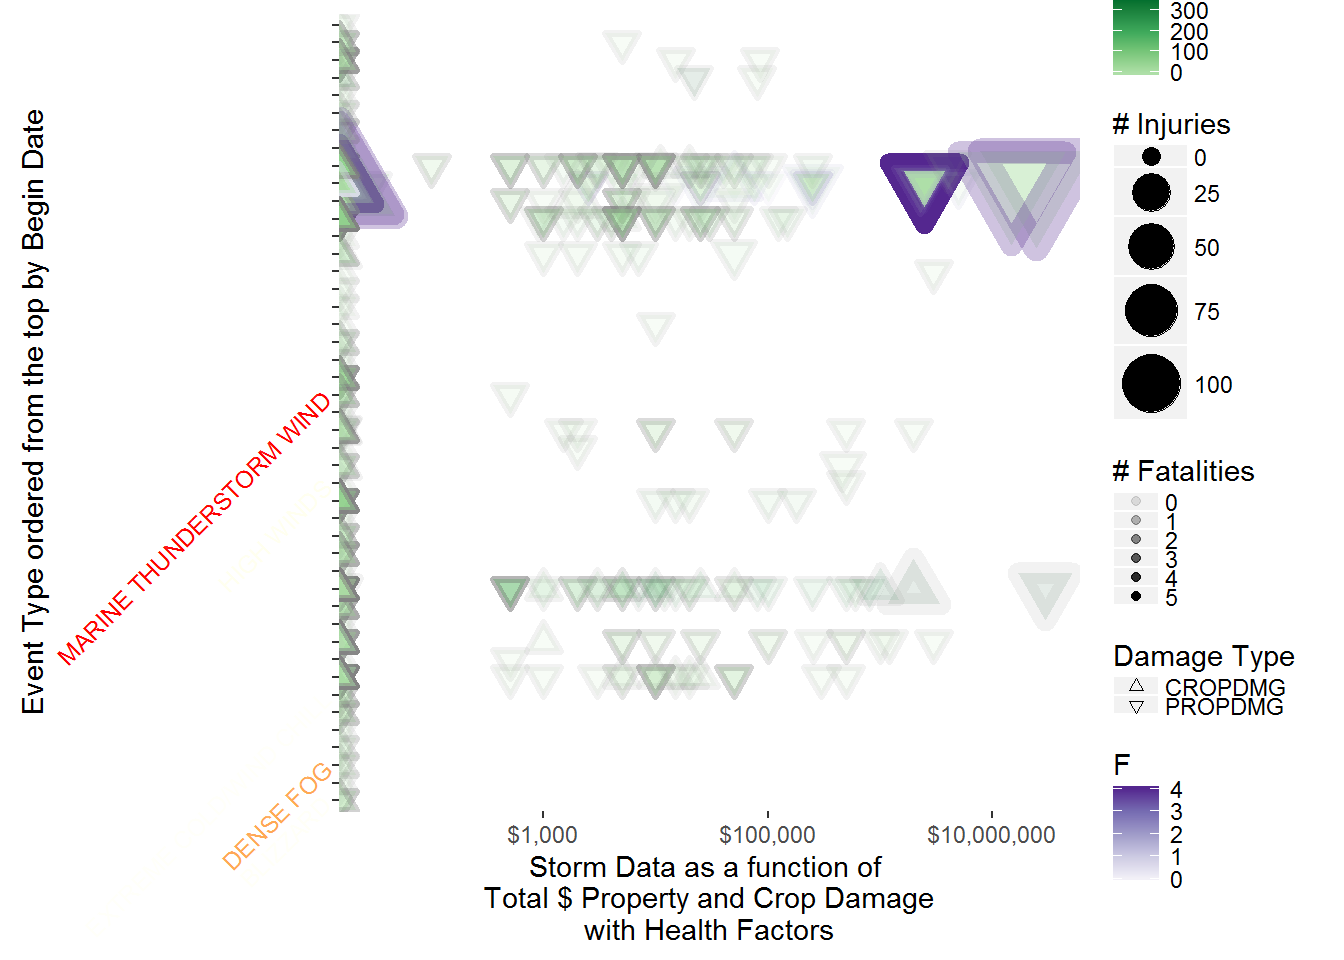 Event Type ordered from the top by Begin Date
MARINE THUNDERSTORM WIND
DENSE FOG
$1,000
$100,000
$10,000,000
Storm Data as a function of
Total $ Property and Crop Damage
with Health Factors
300
200
100
0
# Injuries
0
25
50
75
100
# Fatalities
0
1
2
3
4
5
Damage Type
CROPDMG
PROPDMG
F
4
3
2
1
0